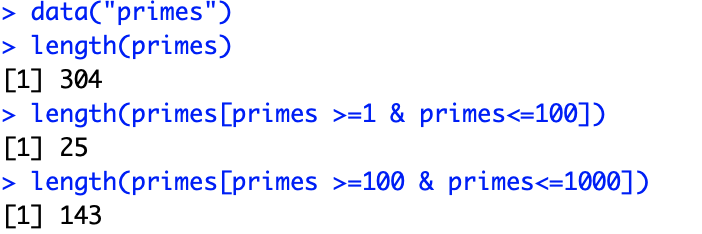 > data("primes")
> length(primes)
[1] 304
> length(primes[primes >=1 & primes<=100])
[1] 25
> length(primes[primes >=100 & primes<=1000])
[1] 143